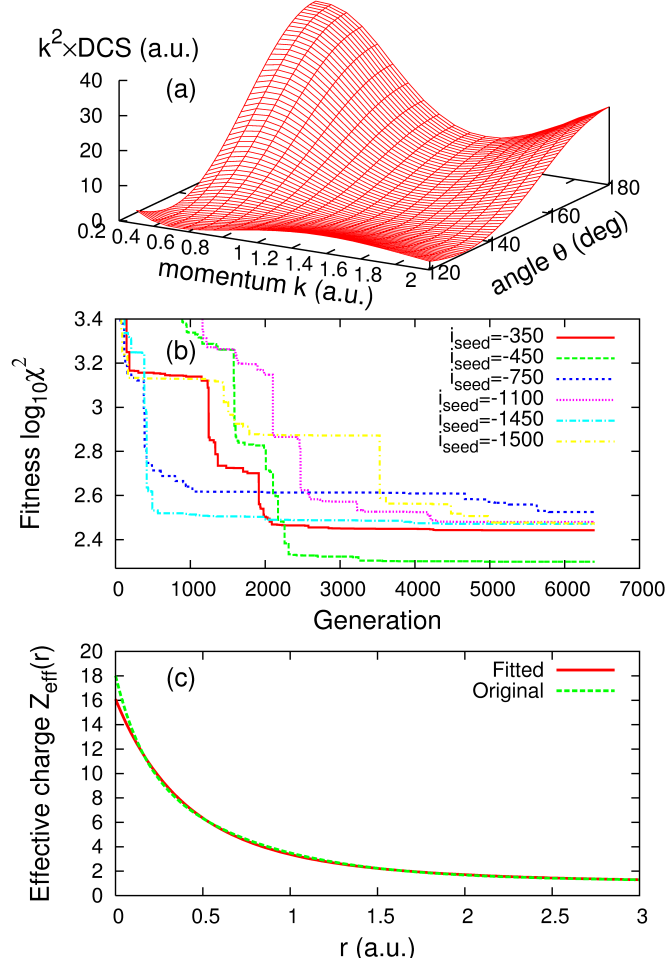 k²×DCS (a.u.)
(a)
40
30
20
10
0
0.2
0.4
0.6
0.8
1
1.2
1.4
1.6
1.8
2
120
140
160
180
momentum k (a.u.)
angle θ (deg)
(b)
3.4
3.2
3
2.8
2.6
2.4
Fitness log₁₀χ²
i_seed=-350
i_seed=-450
i_seed=-750
i_seed=-1100
i_seed=-1450
i_seed=-1500
0 1000 2000 3000 4000 5000 6000 7000
Generation
(c)
20
18
16
14
12
10
8
6
4
2
0
Effective charge Z_eff(r)
Fitted
Original
0 0.5 1 1.5 2 2.5 3
r (a.u.)